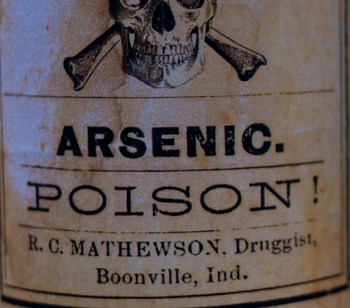 ARSENIC.
POISON!
R. C. MATHEWSON, Druggist,
Boonville, Ind.